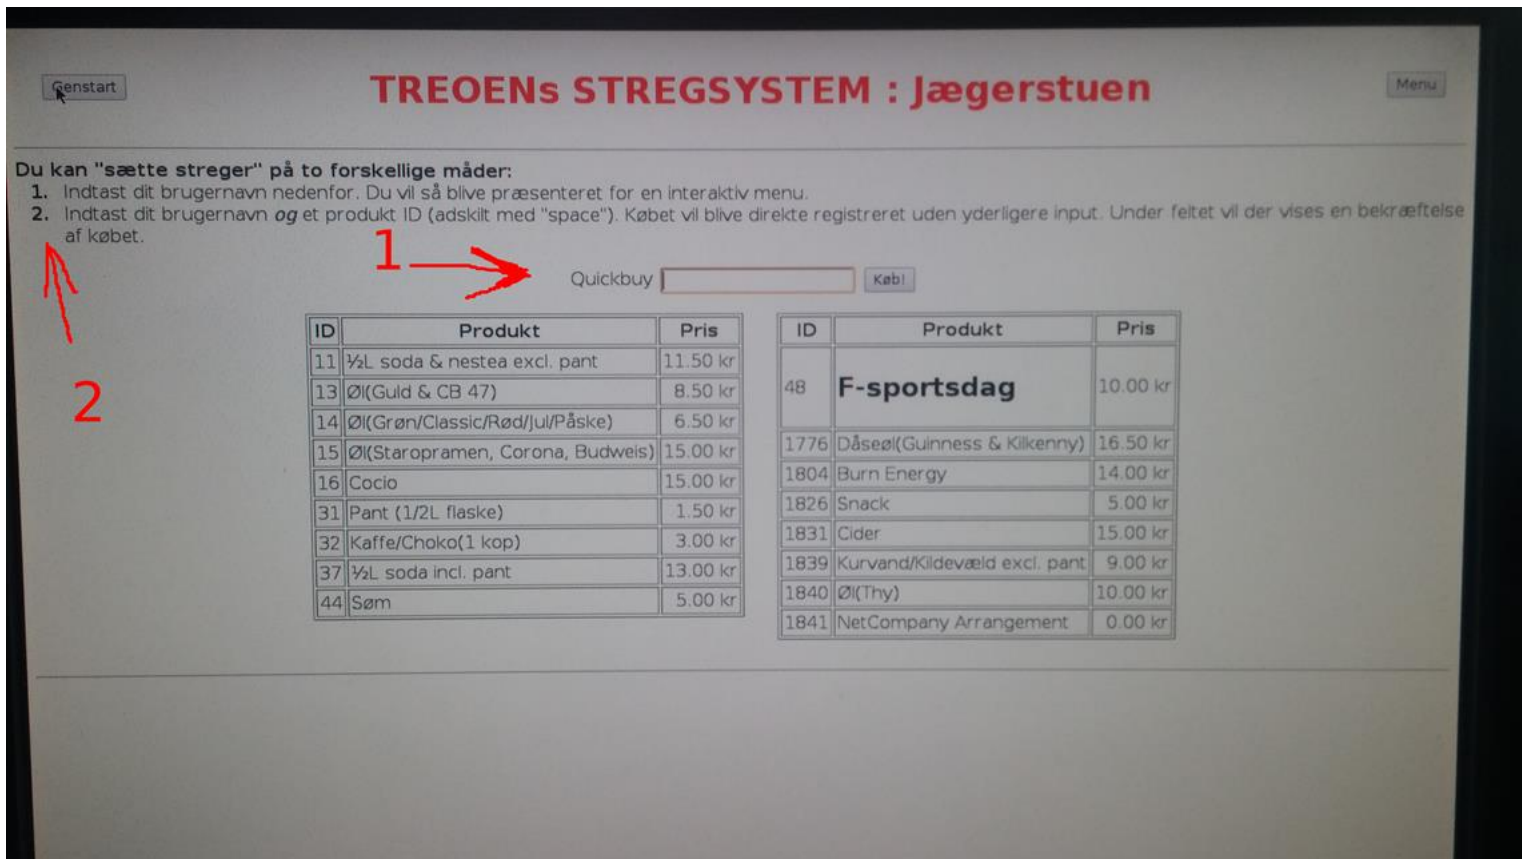 Genstart
TREOENs STREGSYSTEM : Jægerstuen
Menu
Du kan "sætte streger" på to forskellige måder:
1. Indtast dit brugernavn nedenfor. Du vil så blive præsenteret for en interaktiv menu.
2. Indtast dit brugernavn og et produkt ID (adskilt med "space"). Købet vil blive direkte registreret uden yderligere input. Under feltet vil der vises en bekræftelse
af købet.
1
2
Quickbuy Køb!
ID Produkt Pris
11 ½L soda & nestea excl. pant 11.50 kr
13 Øl(Guld & CB 47) 8.50 kr
14 Øl(Grøn/Classic/Rød/Jul/Påske) 6.50 kr
15 Øl(Staropramen, Corona, Budweis) 15.00 kr
16 Cocio 15.00 kr
31 Pant (1/2L flaske) 1.50 kr
32 Kaffe/Choko(1 kop) 3.00 kr
37 ½L soda incl. pant 13.00 kr
44 Søm 5.00 kr
ID Produkt Pris
48 F-sportsdag 10.00 kr
1776 Dåseøl(Guinness & Kilkenny) 16.50 kr
1804 Burn Energy 14.00 kr
1826 Snack 5.00 kr
1831 Cider 15.00 kr
1839 Kurvand/Kildevæld excl. pant 9.00 kr
1840 Øl(Thy) 10.00 kr
1841 NetCompany Arrangement 0.00 kr